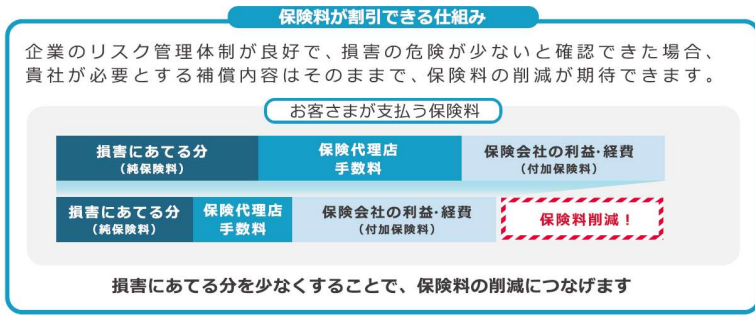 保険料が割引できる仕組み
企業のリスク管理体制が良好で、損害の危険が少ないと確認できた場合、
貴社が必要とする補償内容はそのままで、保険料の削減が期待できます。
お客さまが支払う保険料
損害にあてる分
(純保険料)
保険代理店
手数料
保険会社の利益・経費
(付加保険料)
損害にあてる分
(純保険料)
保険代理店
手数料
保険会社の利益・経費
(付加保険料)
保険料削減！
損害にあてる分を少なくすることで、保険料の削減につなげます